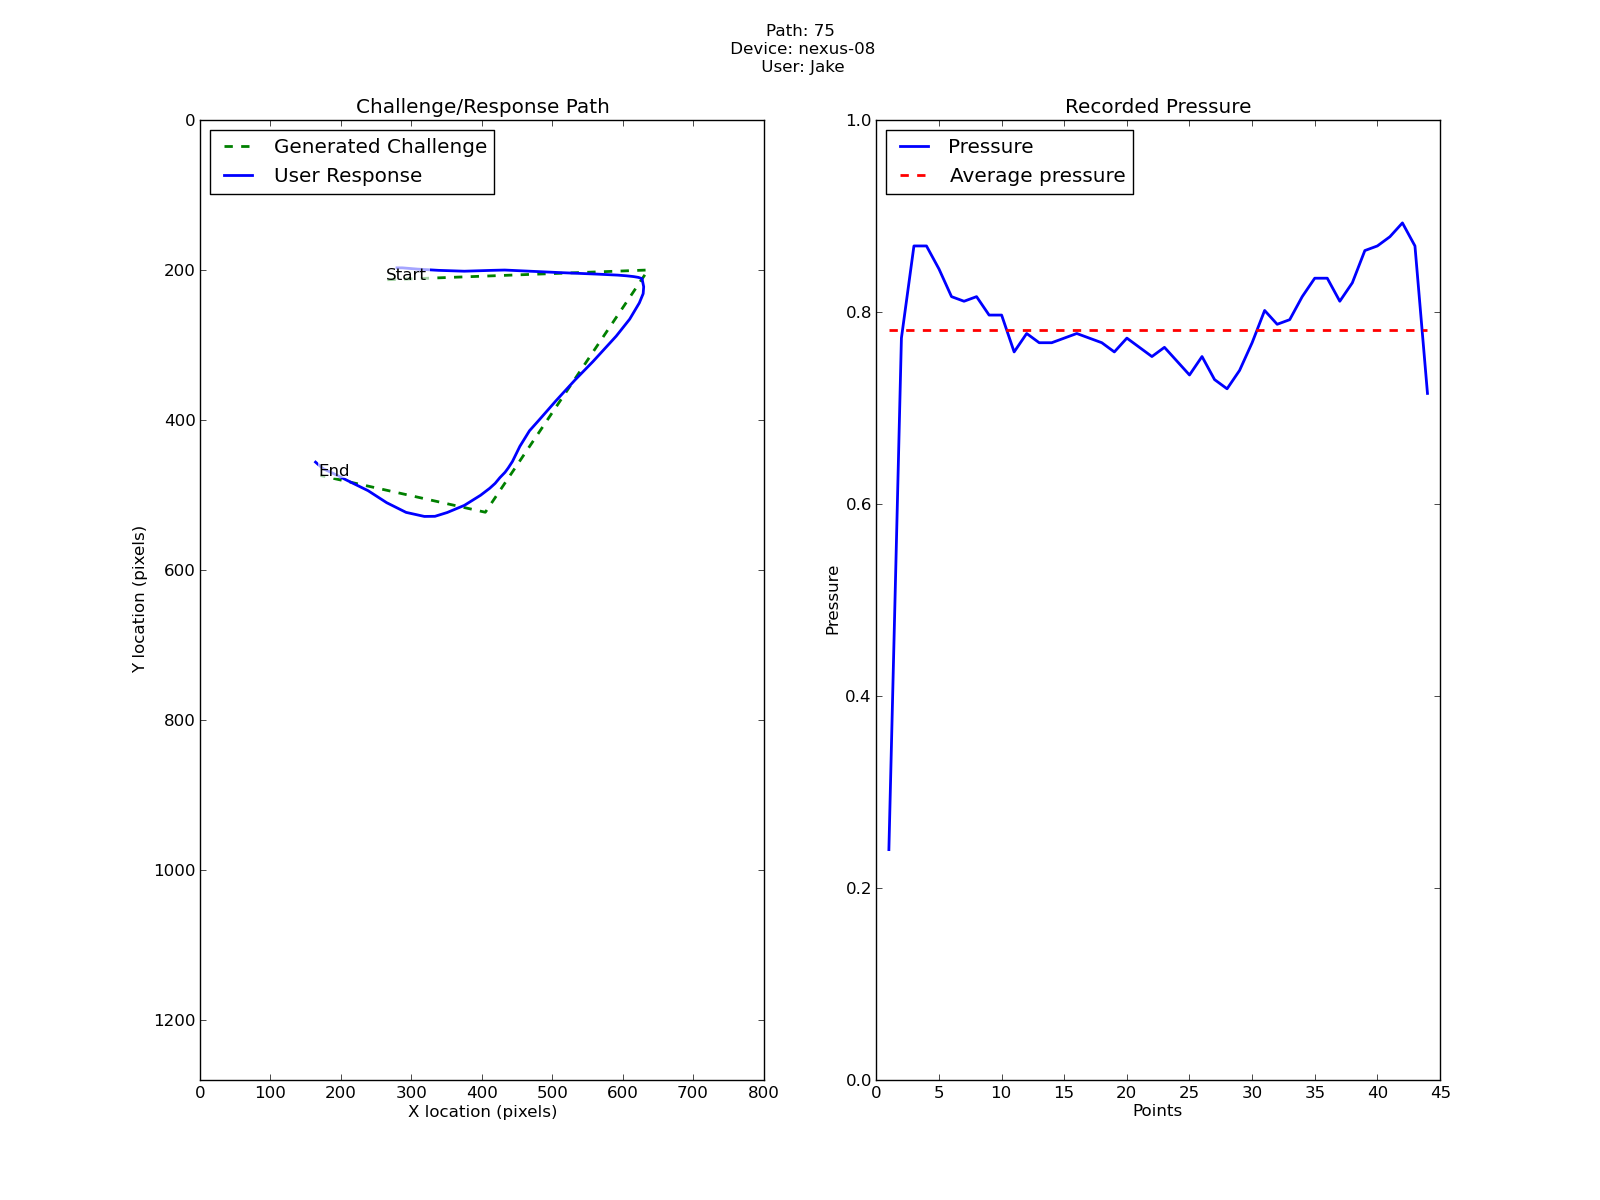 Path: 75
Device: nexus-08
User: Jake
Challenge/Response Path
Generated Challenge
User Response
Start
End
0
200
400
600
800
1000
1200
Y location (pixels)
0 100 200 300 400 500 600 700 800
X location (pixels)
Recorded Pressure
Pressure
Average pressure
1.0
0.8
0.6
0.4
0.2
0.0
Pressure
0 5 10 15 20 25 30 35 40 45
Points